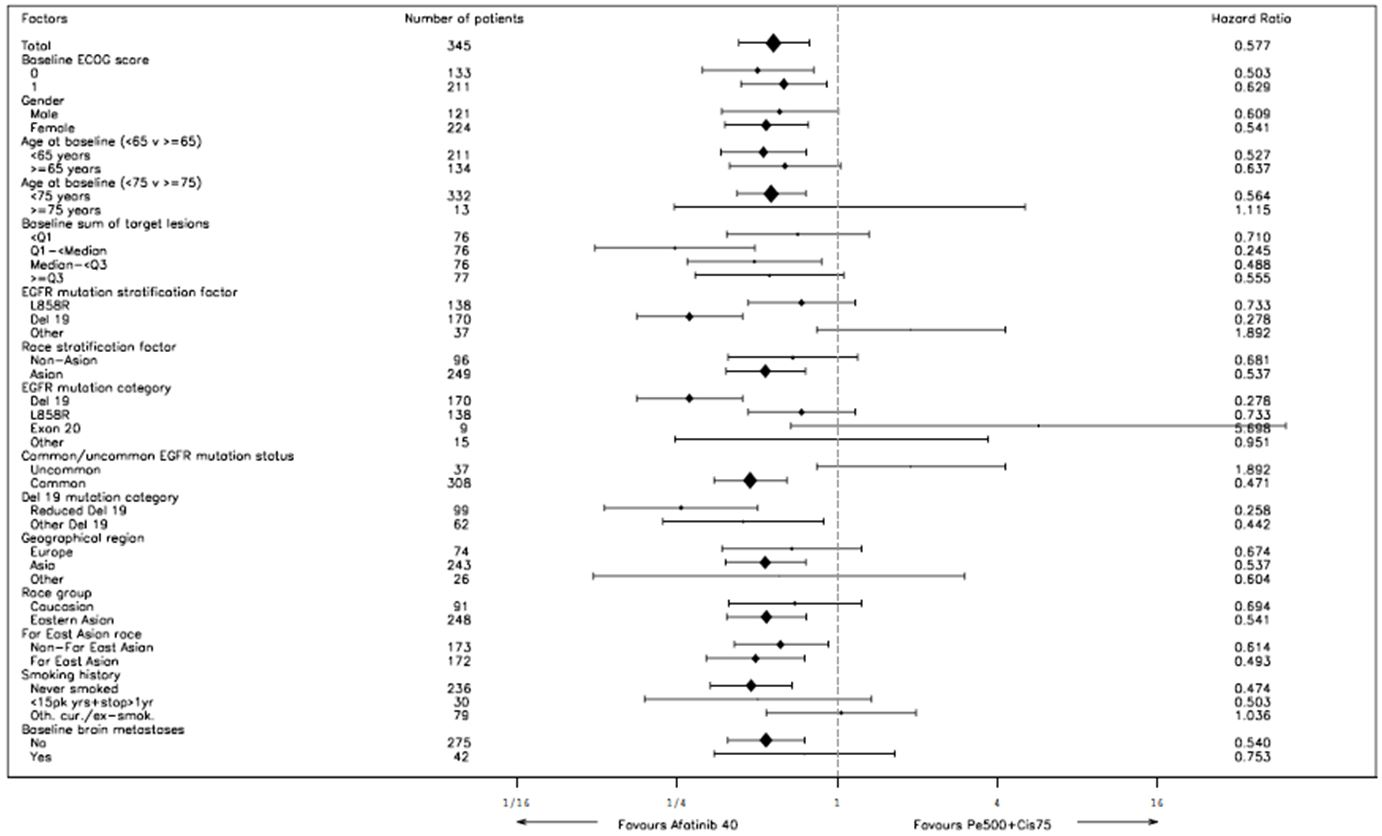 Factors Number of patients Hazard Ratio
Total 345 0.577
Baseline ECOG score
0 133 0.503
1 211 0.629
Gender
Male 121 0.609
Female 224 0.541
Age at baseline (<65 v >=65)
<65 years 211 0.527
>=65 years 134 0.637
Age at baseline (<75 v >=75)
<75 years 332 0.564
>=75 years 13 1.115
Baseline sum of target lesions
<Q1 76 0.710
Q1-<Median 76 0.245
Median-<Q3 76 0.488
>=Q3 77 0.555
EGFR mutation stratification factor
L858R 138 0.733
Del 19 170 0.278
Other 37 1.892
Race stratification factor
Non-Asian 96 0.681
Asian 249 0.537
EGFR mutation category
Del 19 170 0.278
L858R 138 0.733
Exon 20 9 5.698
Other 15 0.951
Common/uncommon EGFR mutation status
Uncommon 37 1.892
Common 308 0.471
Del 19 mutation category
Reduced Del 19 99 0.258
Other Del 19 62 0.442
Geographical region
Europe 74 0.674
Asia 243 0.537
Other 26 0.604
Race group
Caucasian 91 0.694
Eastern Asian 248 0.541
Far East Asian race
Non-Far East Asian 173 0.614
Far East Asian 172 0.493
Smoking history
Never smoked 236 0.474
<15pk yrs+stop>1yr 30 0.503
Oth. cur./ex-smok. 79 1.036
Baseline brain metastases
No 275 0.540
Yes 42 0.753
1/16 1/4 1 4 16
Favours Afatinib 40 Favours Pe500+Cis75